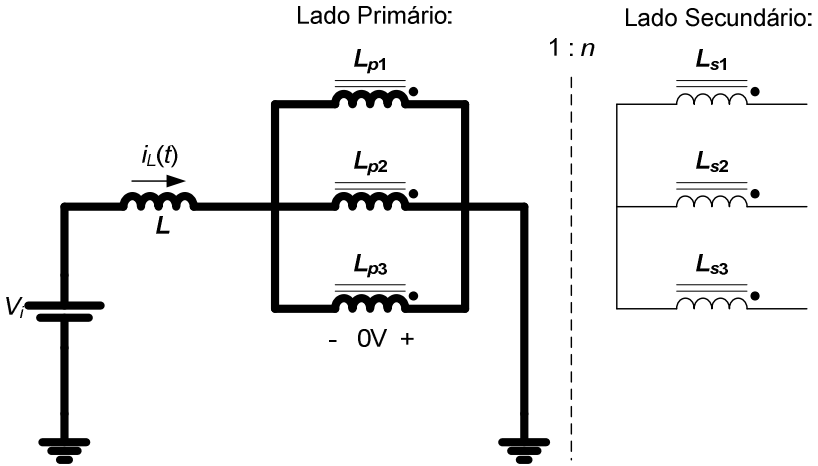 Lado Primário:
Lado Secundário:
1 : n
Lp1
Ls1
iL(t)
Lp2
Ls2
L
Lp3
Ls3
Vi
- 0V +